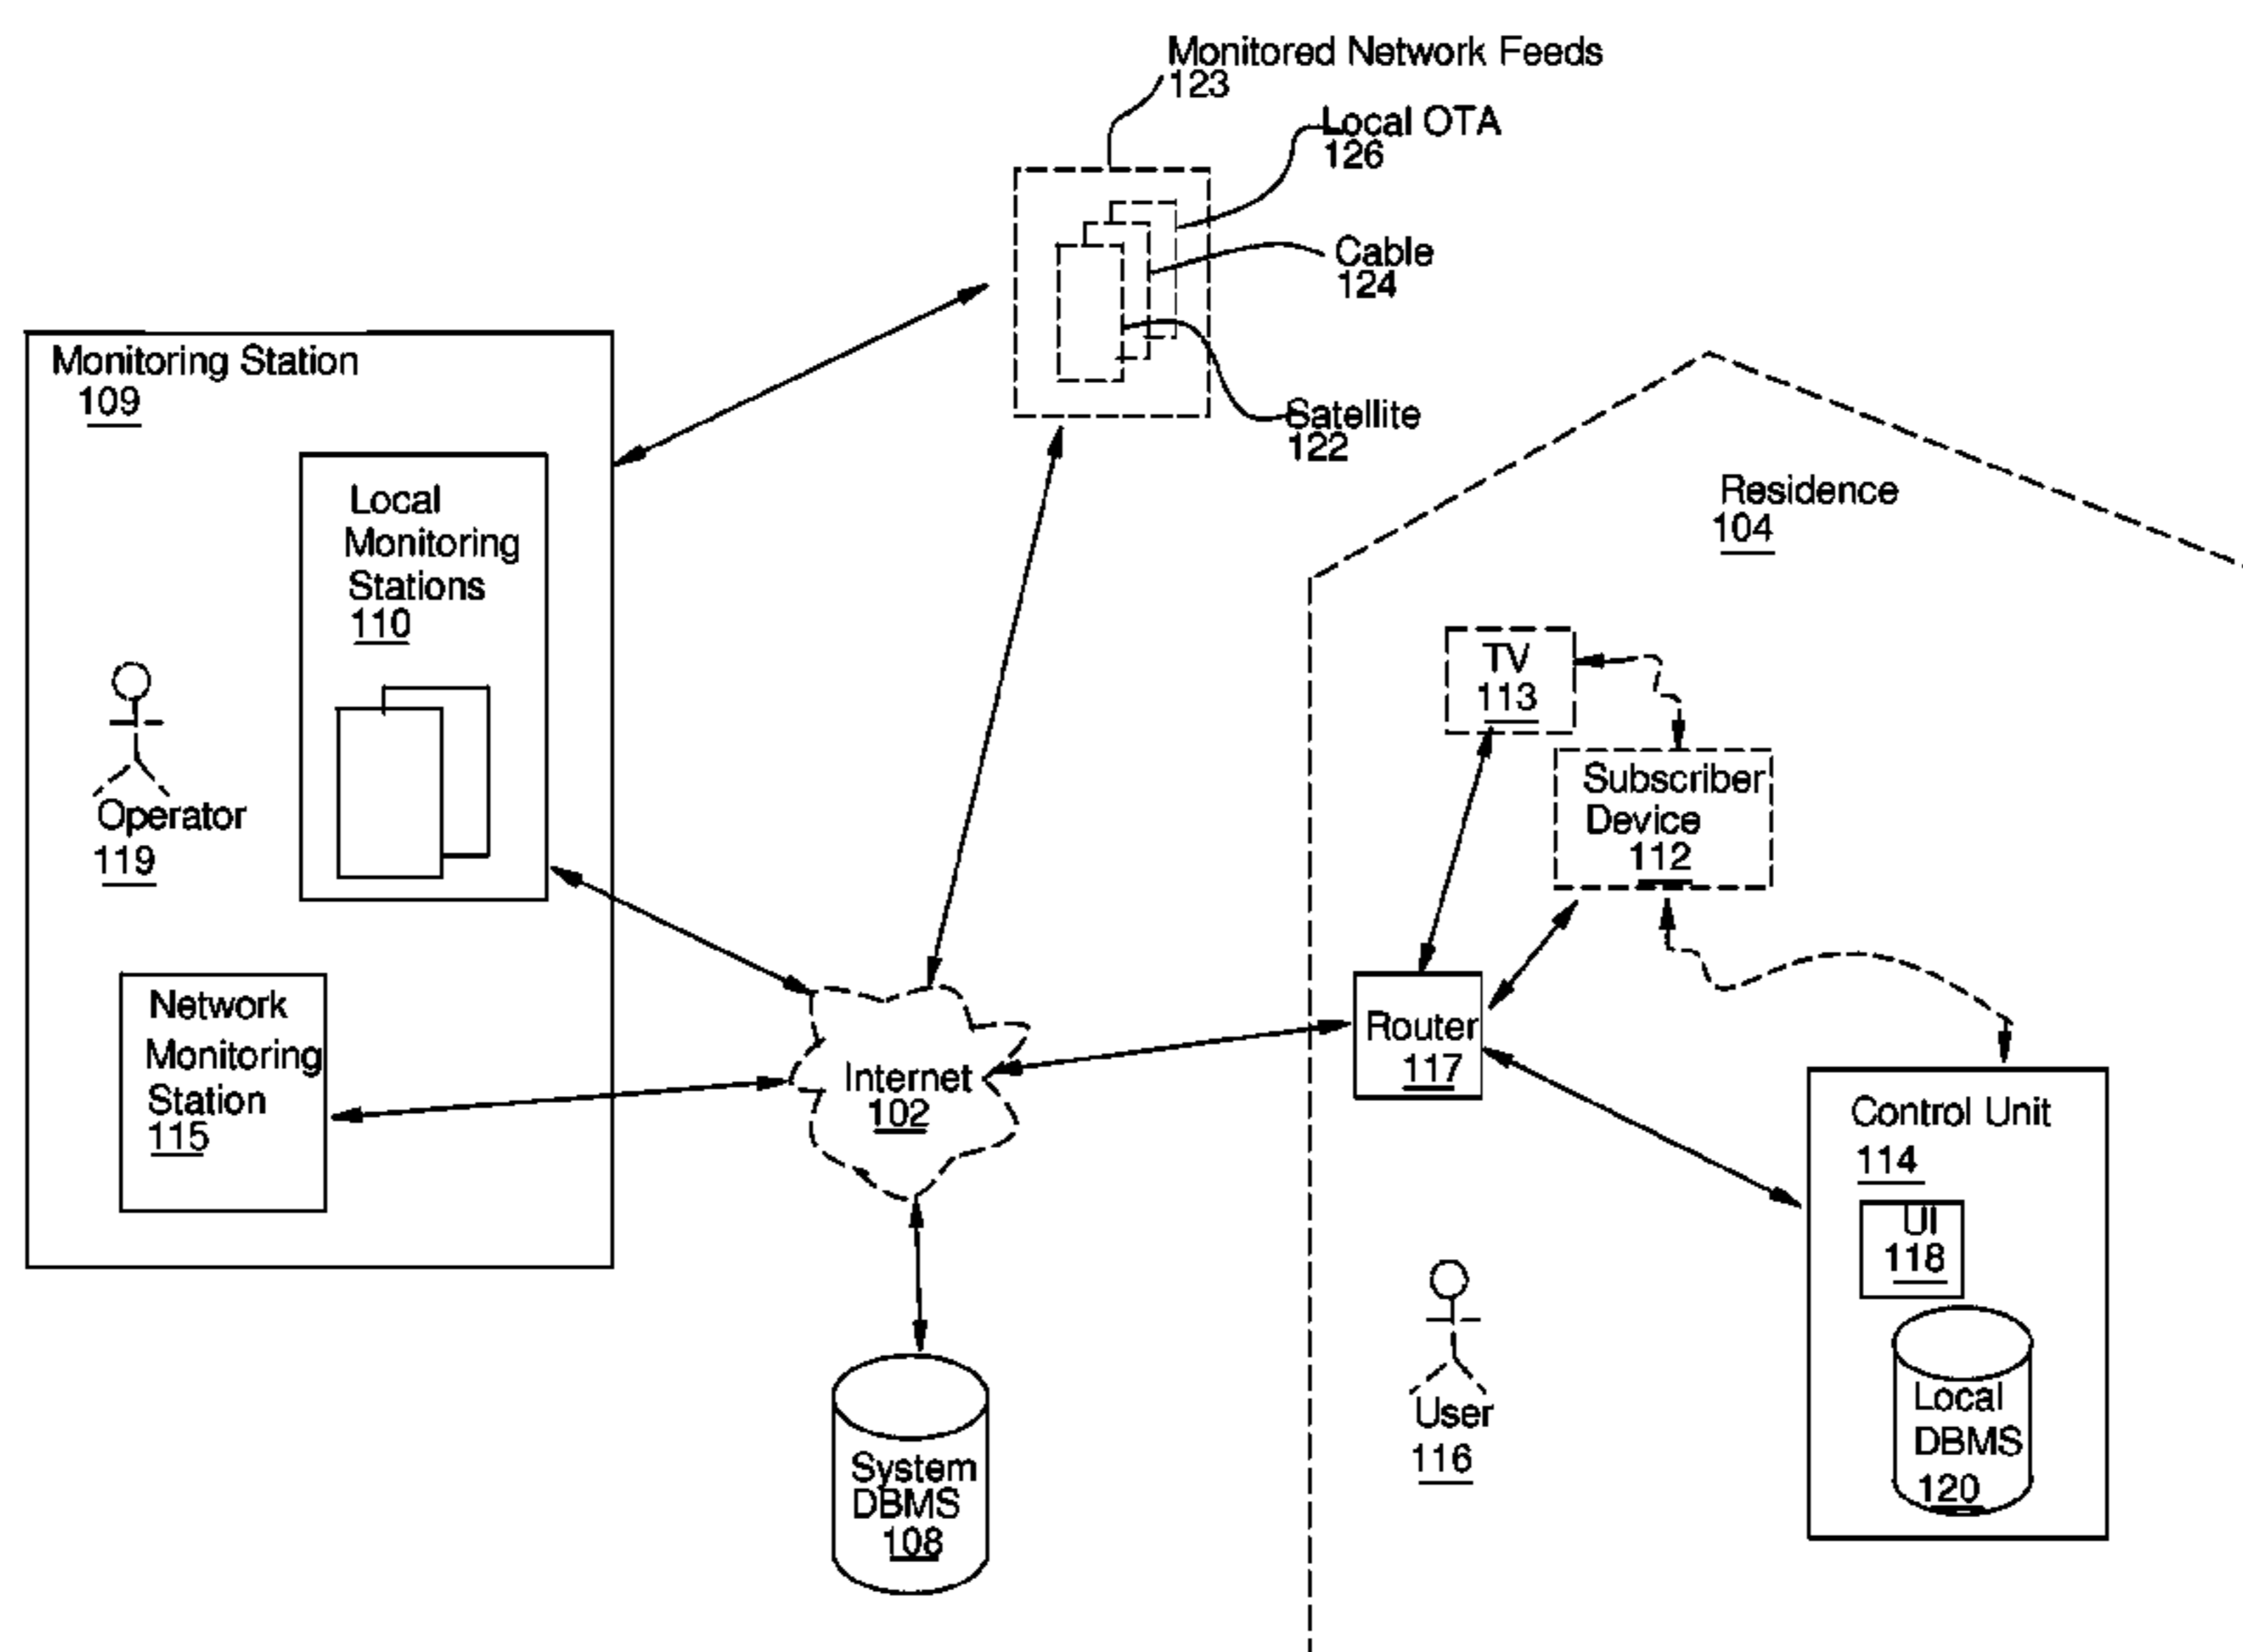 Monitored Network Feeds
123
Local OTA
126
Cable
124
Satellite
122
Monitoring Station
109
Local
Monitoring
Stations
110
Operator
119
Network
Monitoring
Station
115
Internet
102
System
DBMS
108
Residence
104
TV
113
Subscriber
Device
112
Router
117
Control Unit
114
UI
118
Local
DBMS
120
User
116